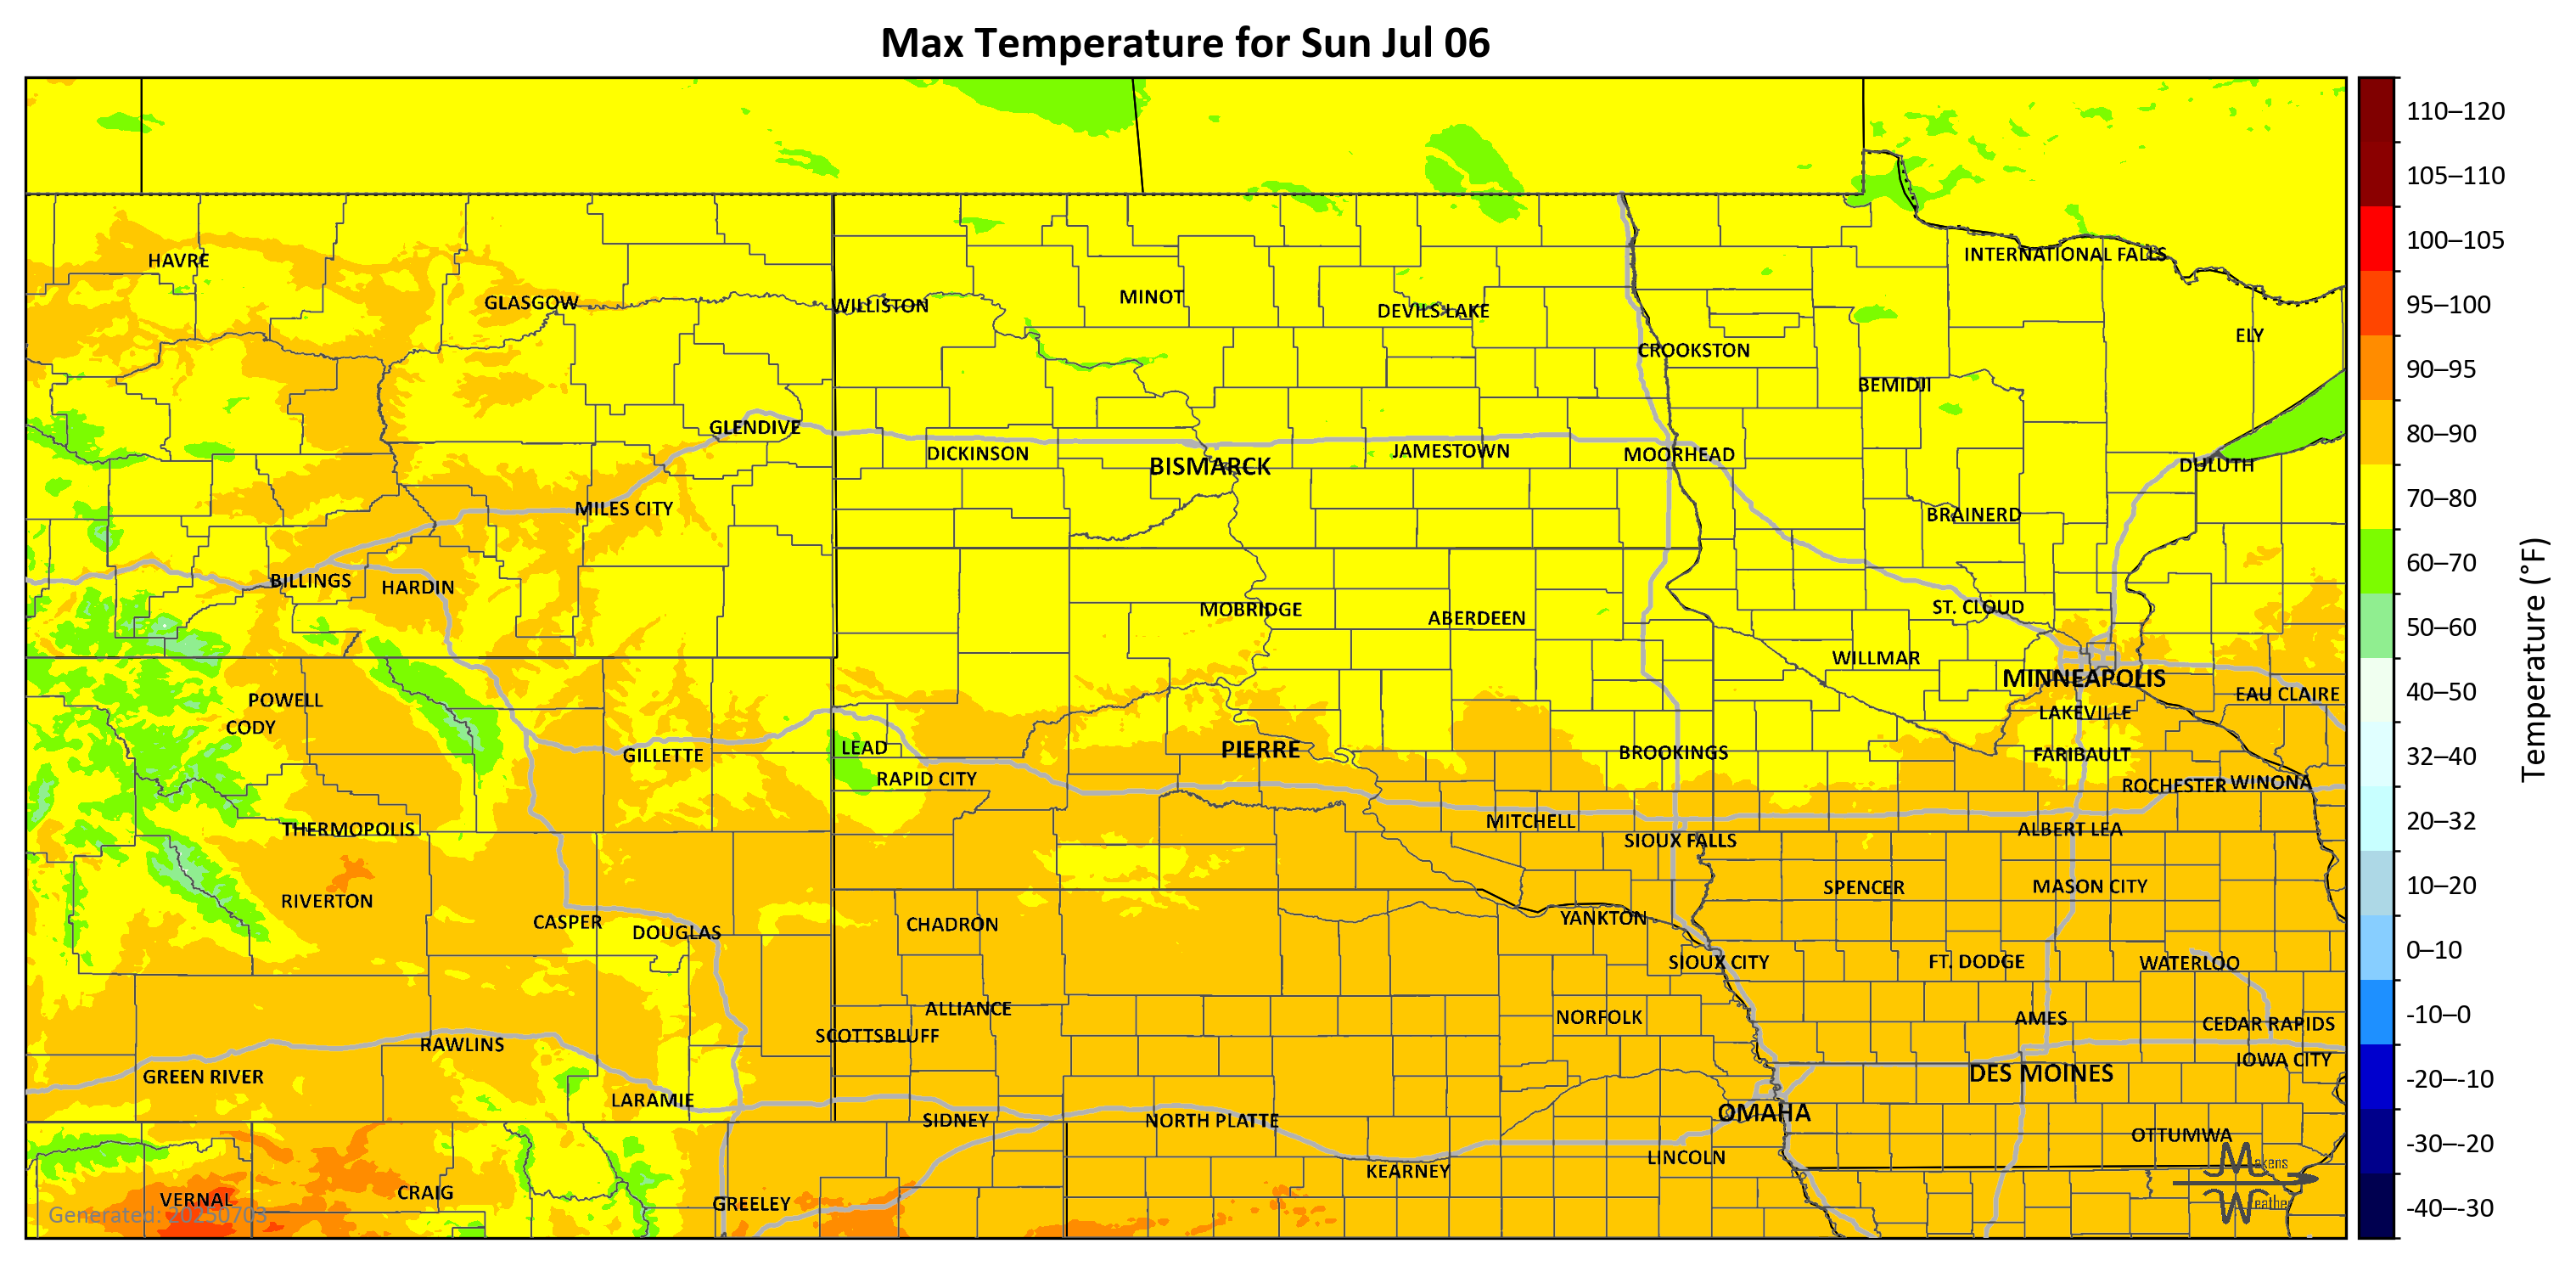 Max Temperature for Sun Jul 06
110–120
105–110
100–105
95–100
90–95
80–90
70–80
60–70
50–60
40–50
32–40
20–32
10–20
0–10
-10–0
-20–-10
-30–-20
-40–-30
Temperature (°F)
HAVRE
GLASGOW
WILLISTON
MINOT
DEVILS LAKE
INTERNATIONAL FALLS
ELY
CROOKSTON
BEMIDJI
GLENDIVE
DICKINSON
BISMARCK
JAMESTOWN
MOORHEAD
DULUTH
MILES CITY
BRAINERD
BILLINGS
HARDIN
MOBRIDGE
ABERDEEN
ST. CLOUD
WILLMAR
MINNEAPOLIS
EAU CLAIRE
POWELL
CODY
LAKEVILLE
GILLETTE
LEAD
PIERRE
BROOKINGS
FARIBAULT
RAPID CITY
ROCHESTER
WINONA
THERMOPOLIS
MITCHELL
SIOUX FALLS
ALBERT LEA
RIVERTON
SPENCER
MASON CITY
CASPER
DOUGLAS
CHADRON
YANKTON
SIOUX CITY
FT. DODGE
WATERLOO
ALLIANCE
NORFOLK
AMES
CEDAR RAPIDS
SCOTTSBLUFF
RAWLINS
IOWA CITY
GREEN RIVER
DES MOINES
LARAMIE
SIDNEY
NORTH PLATTE
OMAHA
OTTUMWA
LINCOLN
KEARNEY
VERNAL
CRAIG
GREELEY
Generated: 20250703
Makens
Weather